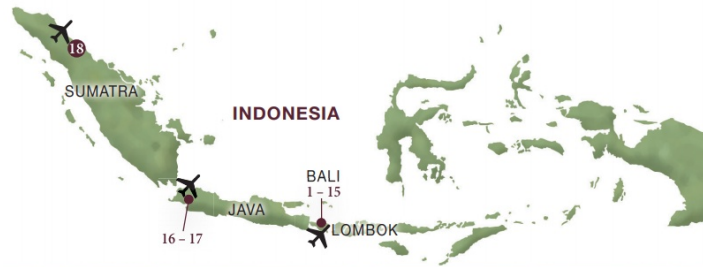 18
SUMATRA
INDONESIA
BALI
1 – 15
JAVA
LOMBOK
16 – 17